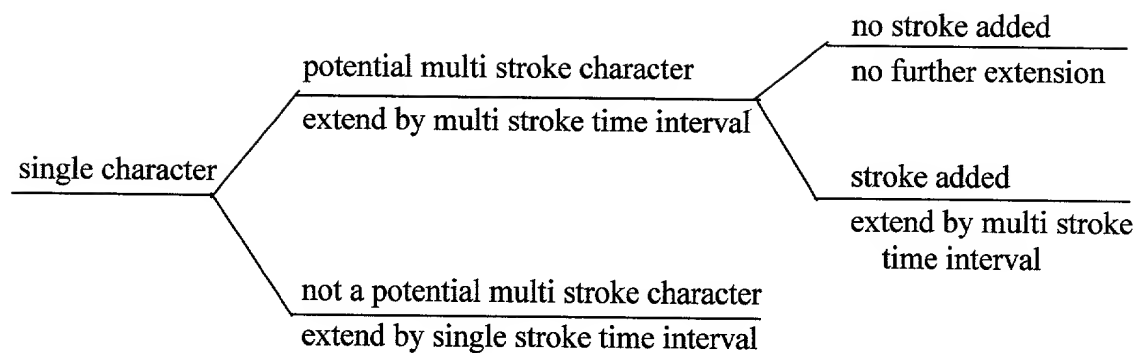 no stroke added
no further extension
potential multi stroke character
extend by multi stroke time interval
single character
stroke added
extend by multi stroke
time interval
not a potential multi stroke character
extend by single stroke time interval